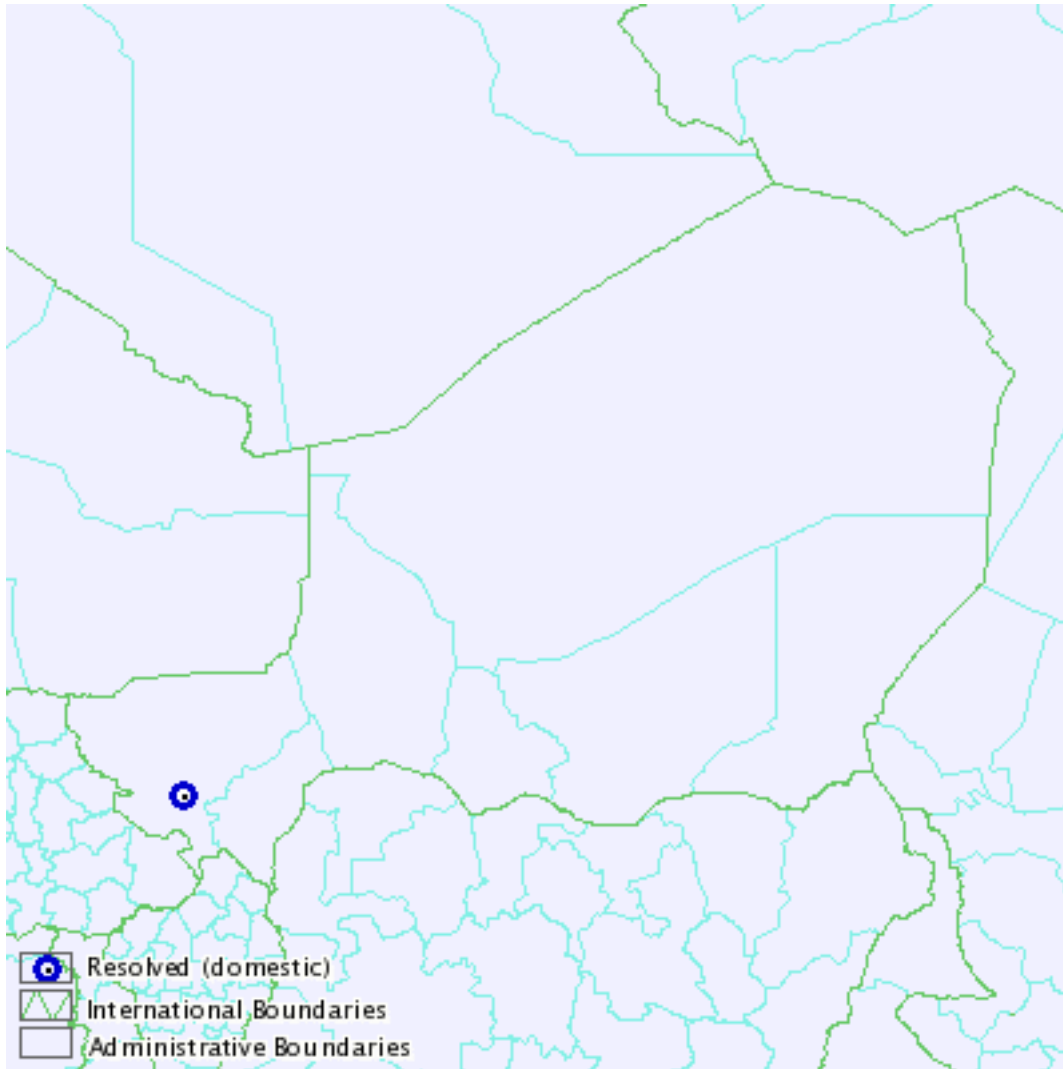 Resolved (domestic)
International Boundaries
Administrative Boundaries